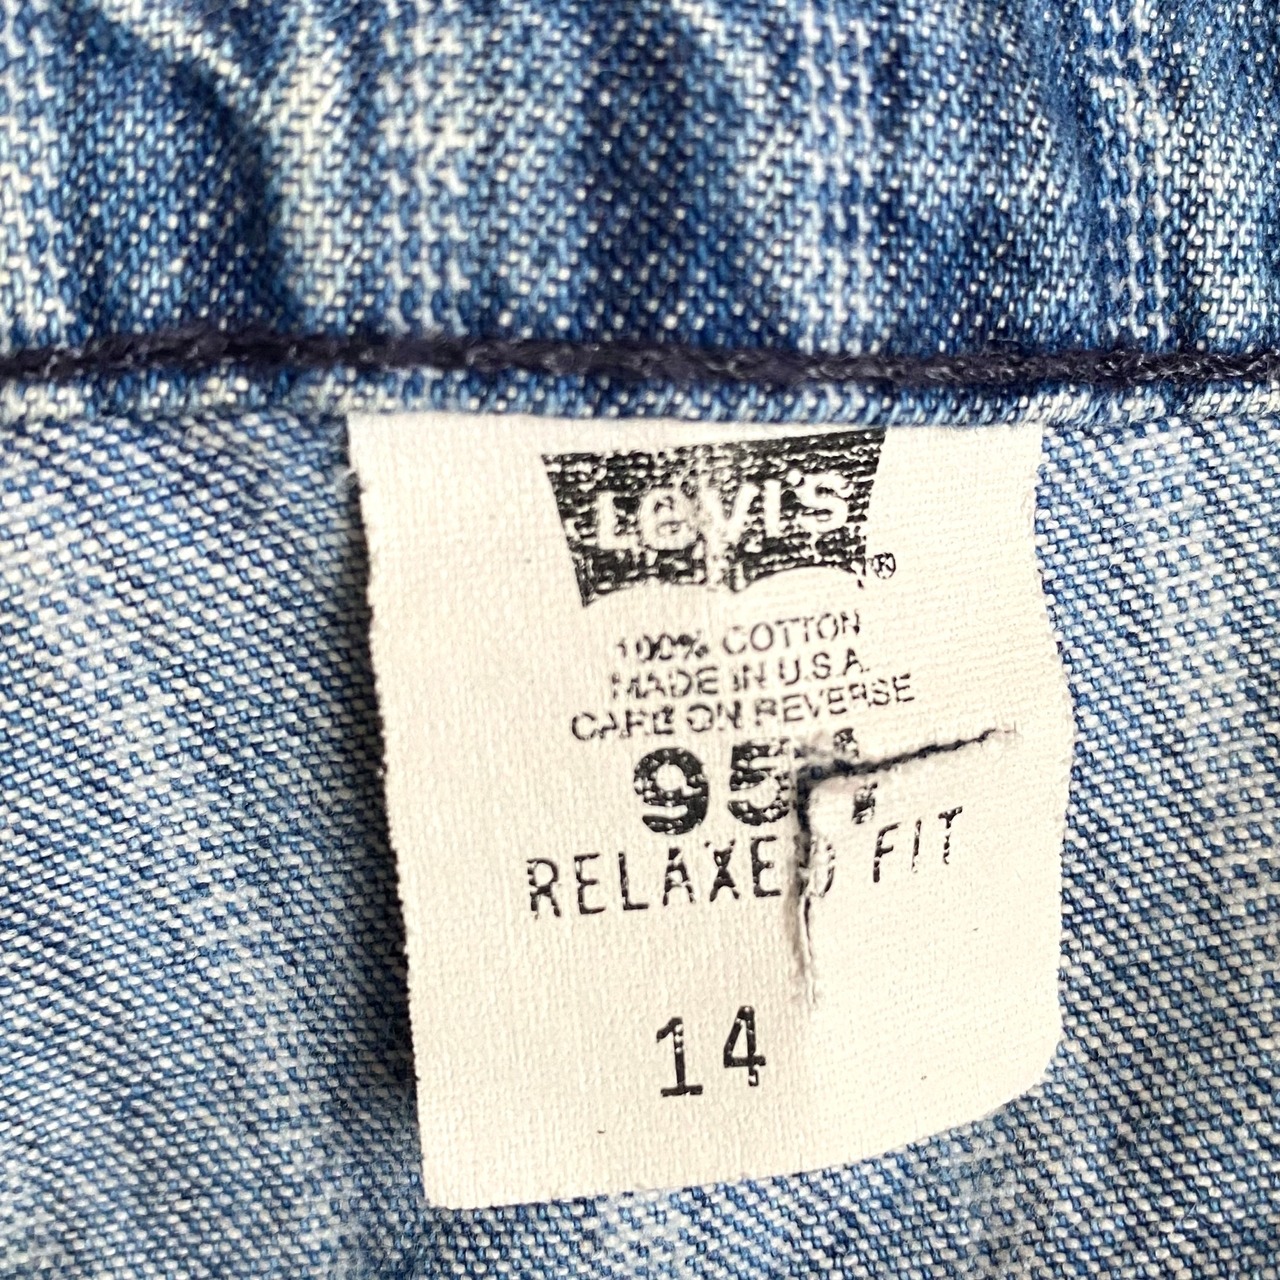 Levi's®
100% COTTON
MADE IN U.S.A.
CARE ON REVERSE
RELAXED FIT
14